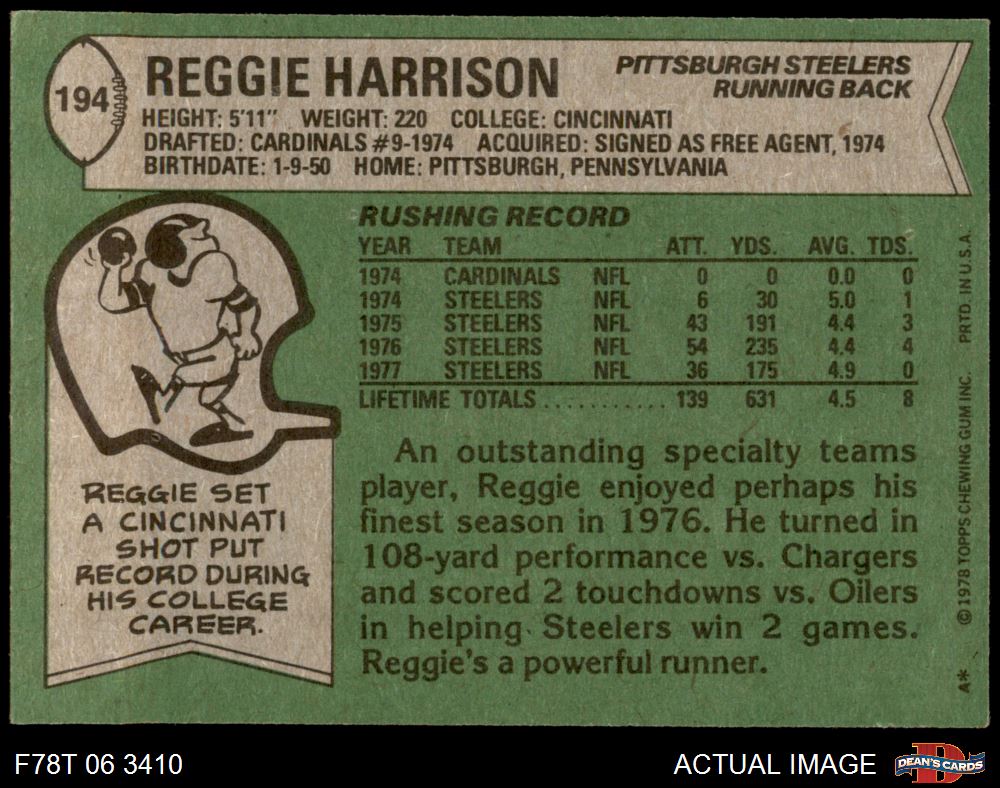 194
REGGIE HARRISON
PITTSBURGH STEELERS
RUNNING BACK
HEIGHT: 5'11" WEIGHT: 220 COLLEGE: CINCINNATI
DRAFTED: CARDINALS #9-1974 ACQUIRED: SIGNED AS FREE AGENT, 1974
BIRTHDATE: 1-9-50 HOME: PITTSBURGH, PENNSYLVANIA
RUSHING RECORD
YEAR TEAM ATT. YDS. AVG. TDS.
1974 CARDINALS NFL 0 0 0.0 0
1974 STEELERS NFL 6 30 5.0 1
1975 STEELERS NFL 43 191 4.4 3
1976 STEELERS NFL 54 235 4.4 4
1977 STEELERS NFL 36 175 4.9 0
LIFETIME TOTALS............ 139 631 4.5 8
REGGIE SET
A CINCINNATI
SHOT PUT
RECORD DURING
HIS COLLEGE
CAREER.
An outstanding specialty teams
player, Reggie enjoyed perhaps his
finest season in 1976. He turned in
108-yard performance vs. Chargers
and scored 2 touchdowns vs. Oilers
in helping Steelers win 2 games.
Reggie's a powerful runner.
A* ©1978 TOPPS CHEWING GUM INC. PRTD. IN U.S.A.
F78T 06 3410
ACTUAL IMAGE
D
DEAN'S CARDS